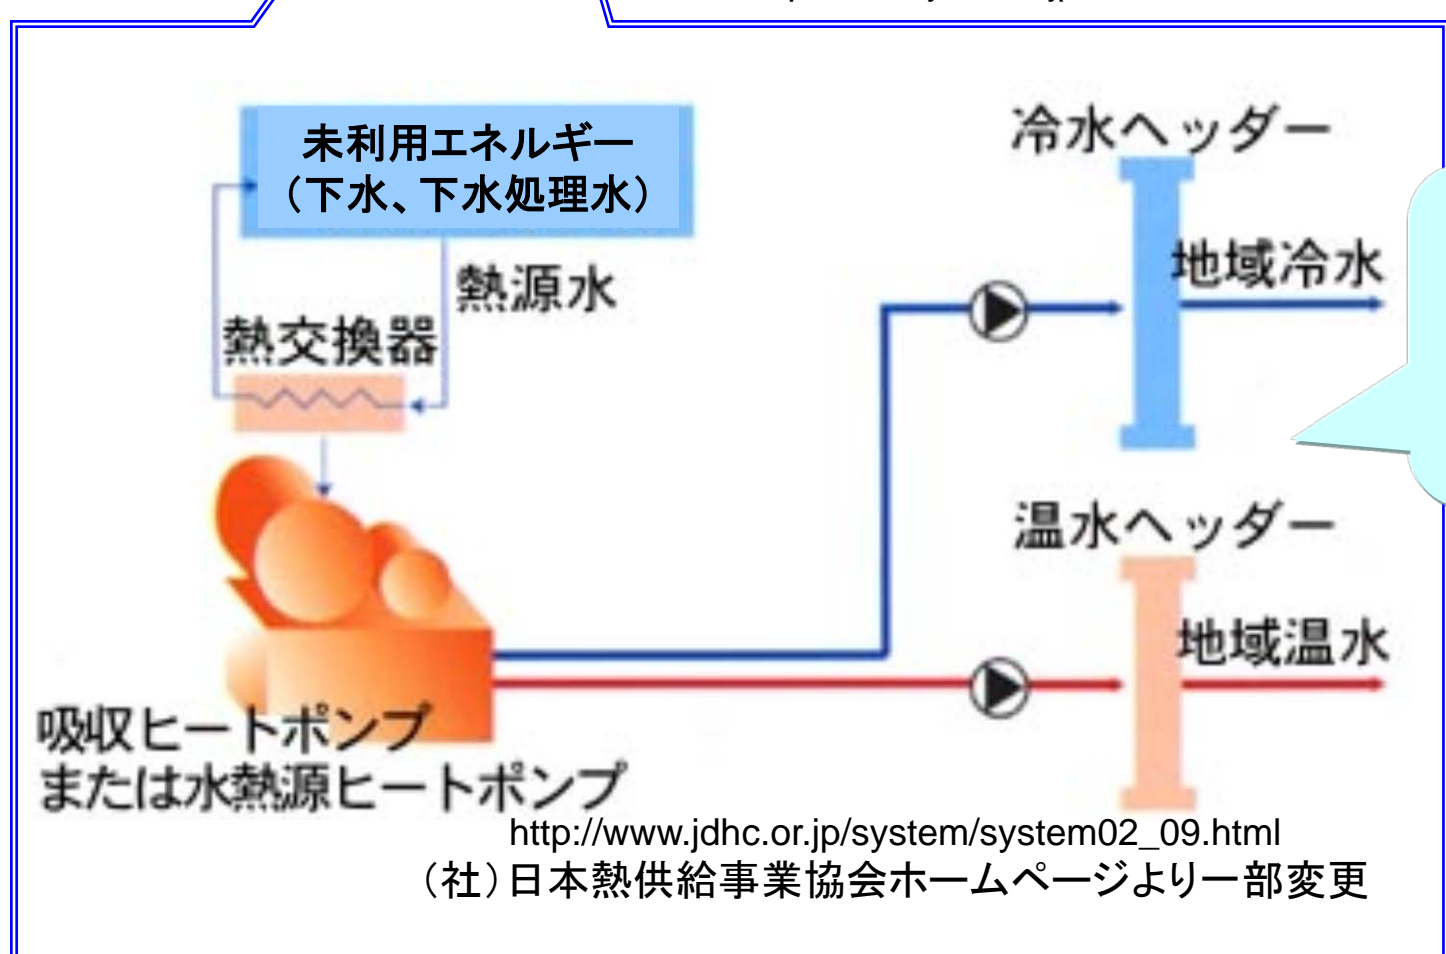 未利用エネルギー
（下水、下水処理水）
冷水ヘッダー
地域冷水
熱源水
熱交換器
温水ヘッダー
地域温水
吸収ヒートポンプ
または水熱源ヒートポンプ
http://www.jdhc.or.jp/system/system02_09.html
（社）日本熱供給事業協会ホームページより一部変更